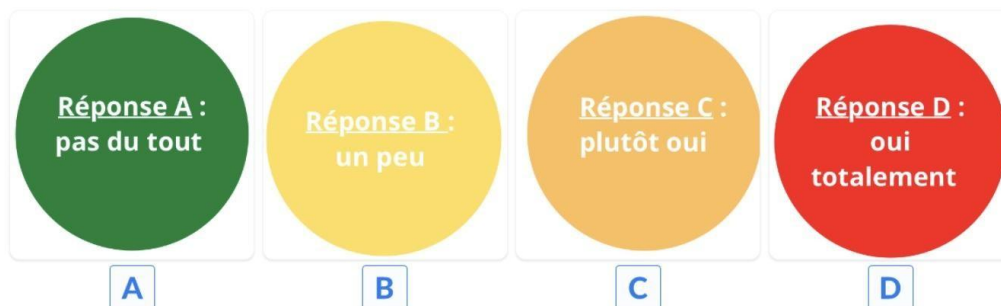 Réponse A :
pas du tout
Réponse B :
un peu
Réponse C :
plutôt oui
Réponse D :
oui
totalement
A
B
C
D